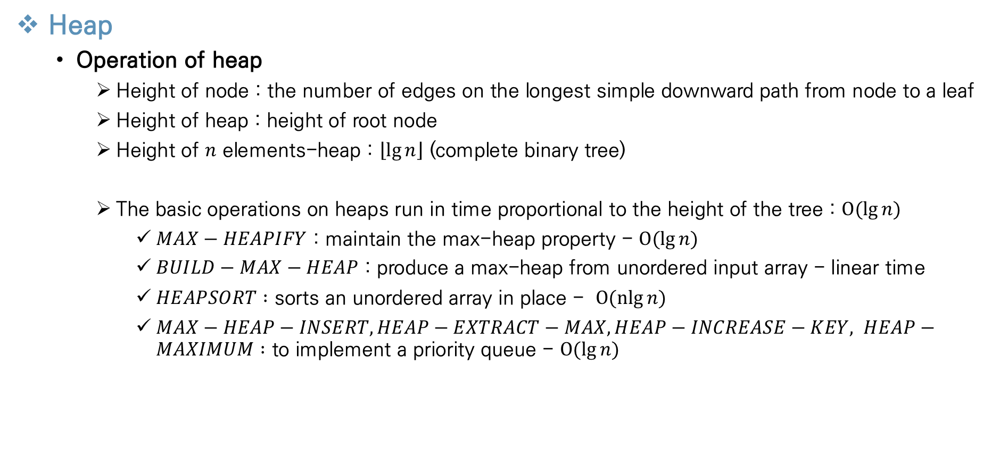 ❖ Heap
• Operation of heap
➢ Height of node : the number of edges on the longest simple downward path from node to a leaf
➢ Height of heap : height of root node
➢ Height of n elements-heap : ⌊lg n⌋ (complete binary tree)
➢ The basic operations on heaps run in time proportional to the height of the tree : O(lg n)
✓ MAX − HEAPIFY : maintain the max-heap property - O(lg n)
✓ BUILD − MAX − HEAP : produce a max-heap from unordered input array - linear time
✓ HEAPSORT : sorts an unordered array in place - O(nlg n)
✓ MAX − HEAP − INSERT, HEAP − EXTRACT − MAX, HEAP − INCREASE − KEY, HEAP −
MAXIMUM : to implement a priority queue - O(lg n)